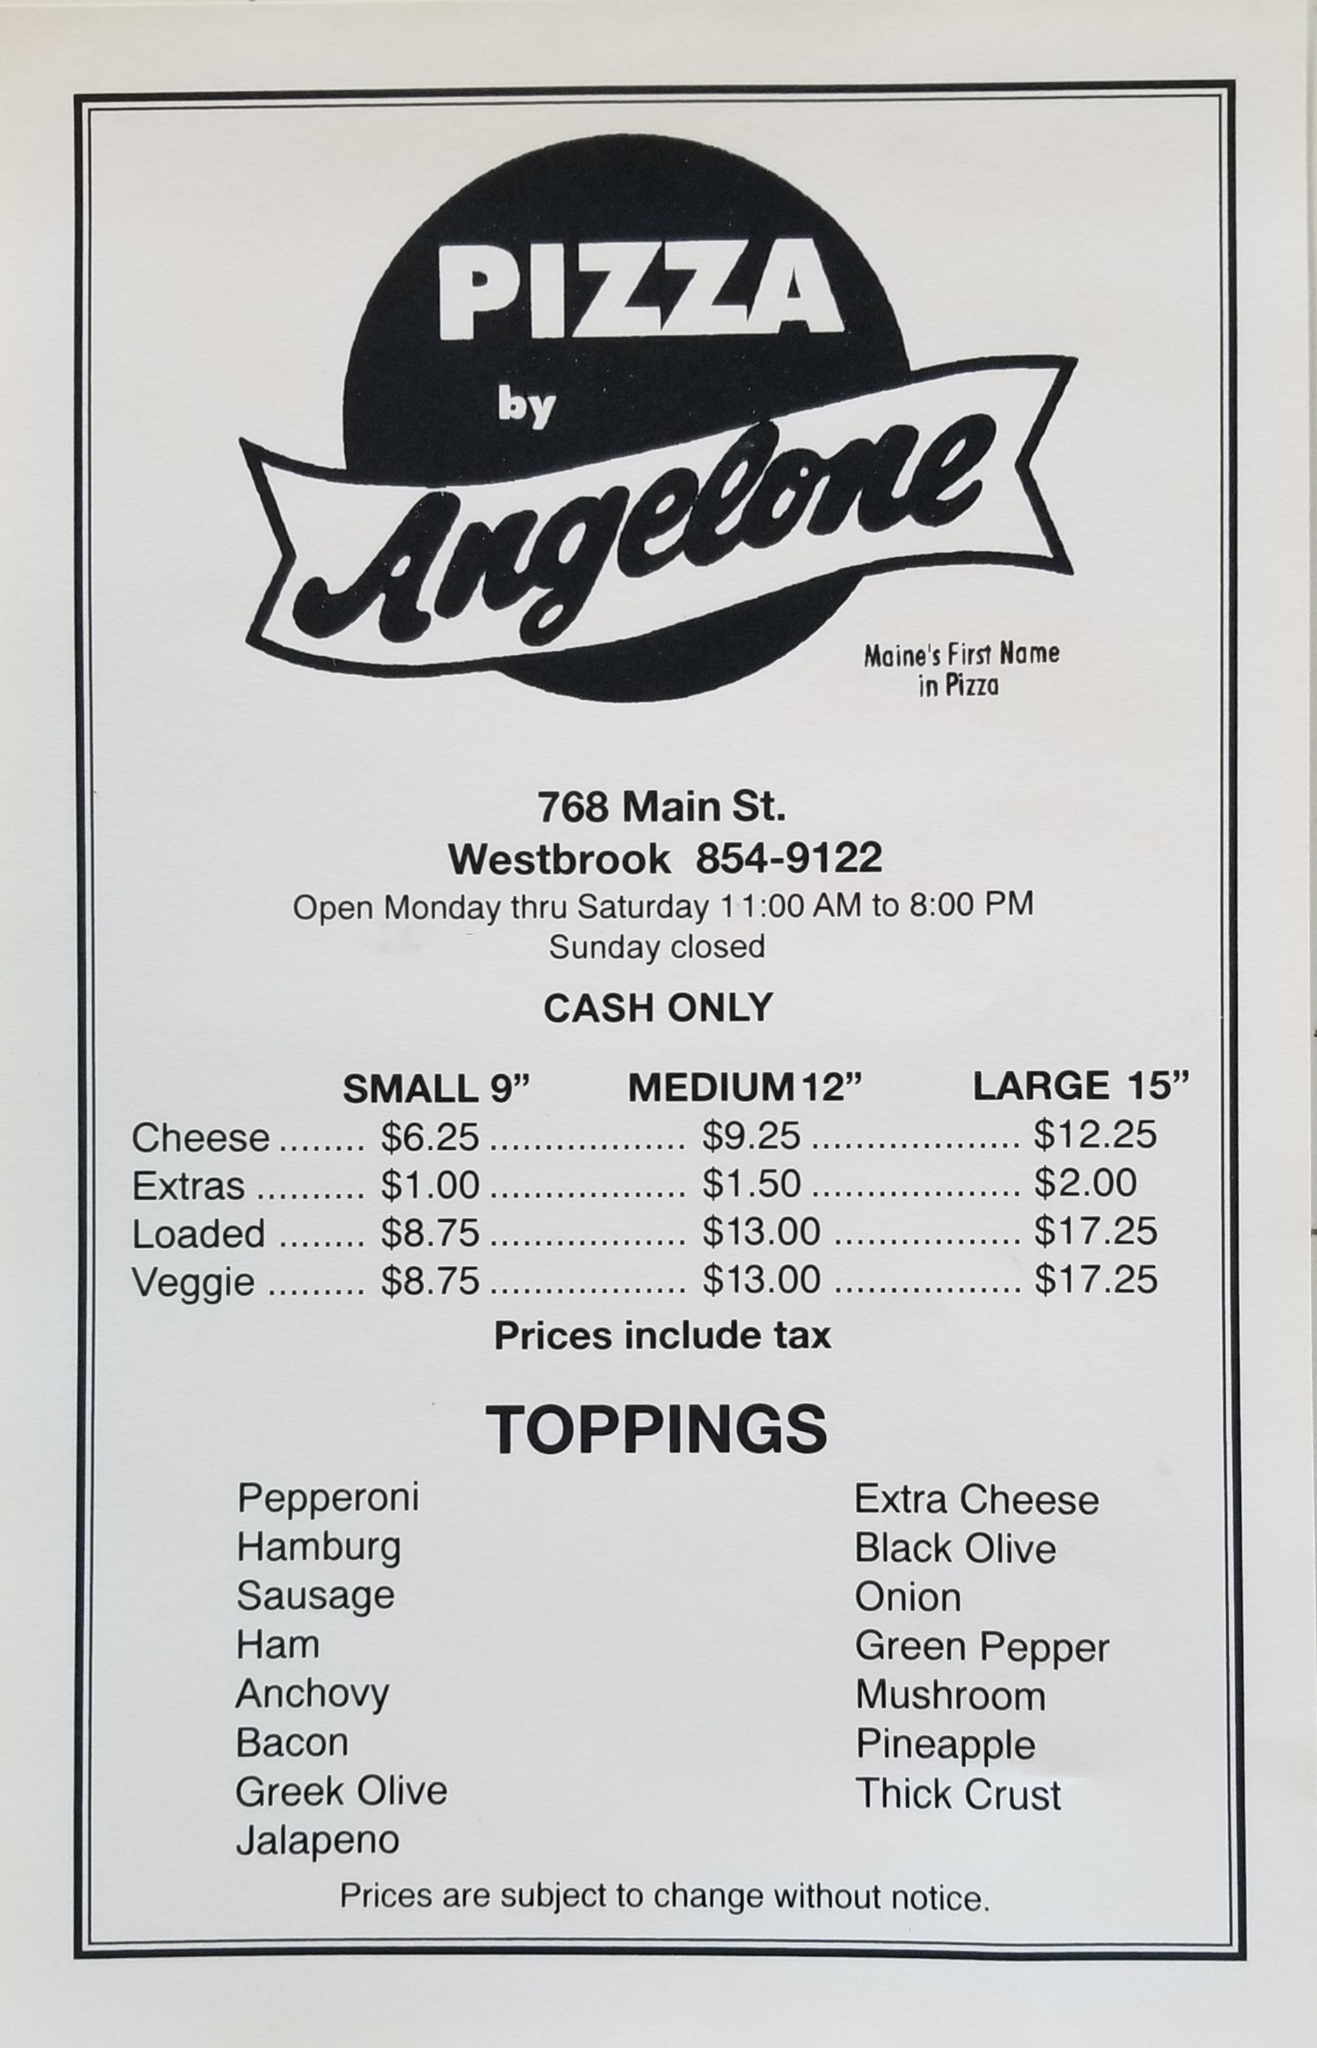 PIZZA
by
Angelone
Maine's First Name
in Pizza
768 Main St.
Westbrook 854-9122
Open Monday thru Saturday 11:00 AM to 8:00 PM
Sunday closed
CASH ONLY
SMALL 9” MEDIUM 12” LARGE 15”
Cheese ........ $6.25 .................. $9.25 ................... $12.25
Extras .......... $1.00 .................. $1.50 ................... $2.00
Loaded ........ $8.75 .................. $13.00 ................. $17.25
Veggie ......... $8.75 .................. $13.00 ................. $17.25
Prices include tax
TOPPINGS
Pepperoni
Hamburg
Sausage
Ham
Anchovy
Bacon
Greek Olive
Jalapeno
Extra Cheese
Black Olive
Onion
Green Pepper
Mushroom
Pineapple
Thick Crust
Prices are subject to change without notice.